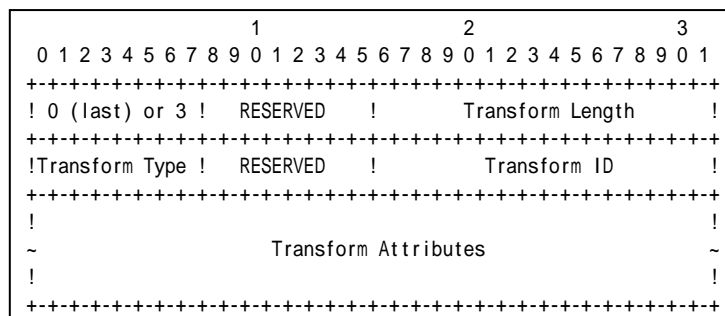 1                   2                   3
 0 1 2 3 4 5 6 7 8 9 0 1 2 3 4 5 6 7 8 9 0 1 2 3 4 5 6 7 8 9 0 1
+-+-+-+-+-+-+-+-+-+-+-+-+-+-+-+-+-+-+-+-+-+-+-+-+-+-+-+-+-+-+-+-+
! 0 (last) or 3 !   RESERVED    !        Transform Length       !
+-+-+-+-+-+-+-+-+-+-+-+-+-+-+-+-+-+-+-+-+-+-+-+-+-+-+-+-+-+-+-+-+
!Transform Type !   RESERVED    !          Transform ID         !
+-+-+-+-+-+-+-+-+-+-+-+-+-+-+-+-+-+-+-+-+-+-+-+-+-+-+-+-+-+-+-+-+
!                                                               !
~                      Transform Attributes                     ~
!                                                               !
+-+-+-+-+-+-+-+-+-+-+-+-+-+-+-+-+-+-+-+-+-+-+-+-+-+-+-+-+-+-+-+-+